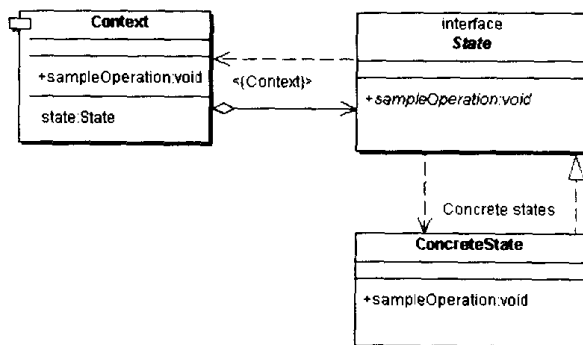 Context
+sampleOperation:void
state:State
<{Context}>
interface
State
+sampleOperation:void
Concrete states
ConcreteState
+sampleOperation:void